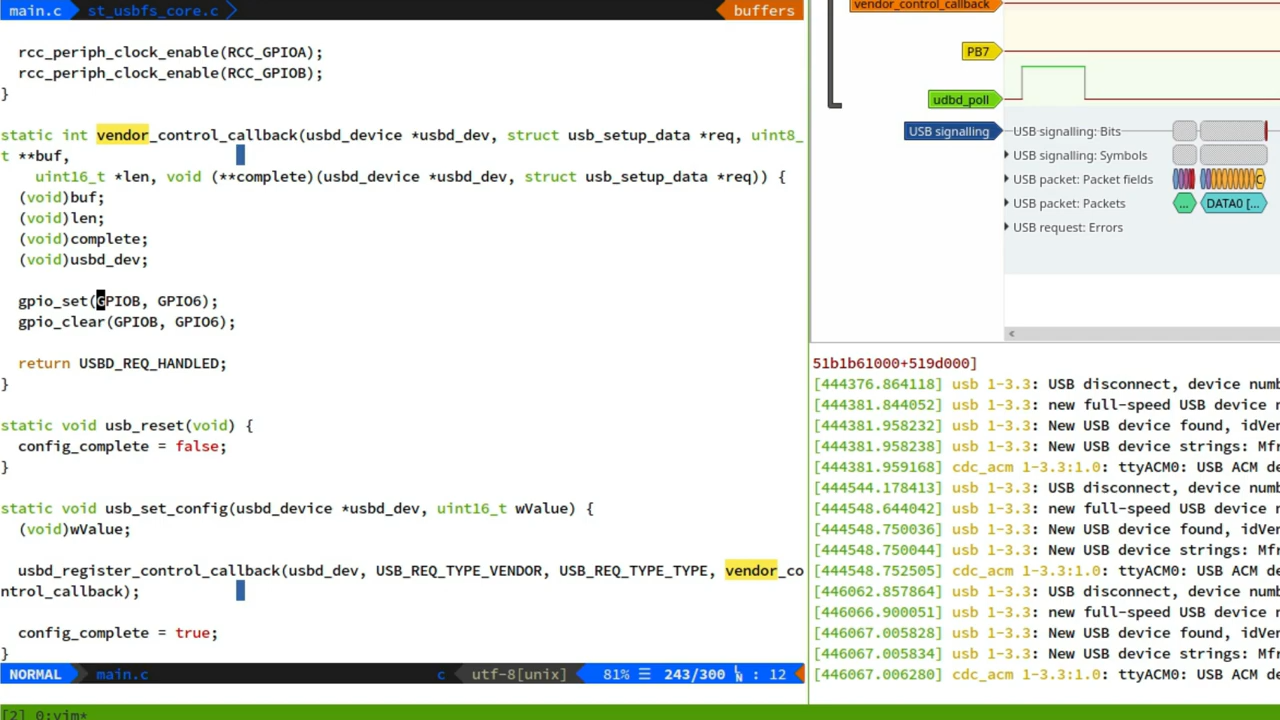 main.c st_usbfs_core.c buffers
rcc_periph_clock_enable(RCC_GPIOA);
rcc_periph_clock_enable(RCC_GPIOB);
}
static int vendor_control_callback(usbd_device *usbd_dev, struct usb_setup_data *req, uint8_
t **buf,
uint16_t *len, void (**complete)(usbd_device *usbd_dev, struct usb_setup_data *req)) {
(void)buf;
(void)len;
(void)complete;
(void)usbd_dev;
gpio_set(GPIOB, GPIO6);
gpio_clear(GPIOB, GPIO6);
return USBD_REQ_HANDLED;
}
static void usb_reset(void) {
config_complete = false;
}
static void usb_set_config(usbd_device *usbd_dev, uint16_t wValue) {
(void)wValue;
usbd_register_control_callback(usbd_dev, USB_REQ_TYPE_VENDOR, USB_REQ_TYPE_TYPE, vendor_co
ntrol_callback);
config_complete = true;
}
NORMAL main.c c utf-8[unix] 81% ☰ 243/300 : 12
[2] 0:vim*
vendor_control_callback
PB7
udbd_poll
USB signalling USB signalling: Bits
USB signalling: Symbols
USB packet: Packet fields C
USB packet: Packets ... DATA0 [...
USB request: Errors
51b1b61000+519d000]
[444376.864118] usb 1-3.3: USB disconnect, device numb
[444381.844052] usb 1-3.3: new full-speed USB device n
[444381.958232] usb 1-3.3: New USB device found, idVer
[444381.958238] usb 1-3.3: New USB device strings: Mfr
[444381.959168] cdc_acm 1-3.3:1.0: ttyACM0: USB ACM de
[444544.178413] usb 1-3.3: USB disconnect, device numb
[444548.644042] usb 1-3.3: new full-speed USB device n
[444548.750036] usb 1-3.3: New USB device found, idVer
[444548.750044] usb 1-3.3: New USB device strings: Mfr
[444548.752505] cdc_acm 1-3.3:1.0: ttyACM0: USB ACM de
[446062.857864] usb 1-3.3: USB disconnect, device numb
[446066.900051] usb 1-3.3: new full-speed USB device n
[446067.005828] usb 1-3.3: New USB device found, idVer
[446067.005834] usb 1-3.3: New USB device strings: Mfr
[446067.006280] cdc_acm 1-3.3:1.0: ttyACM0: USB ACM de